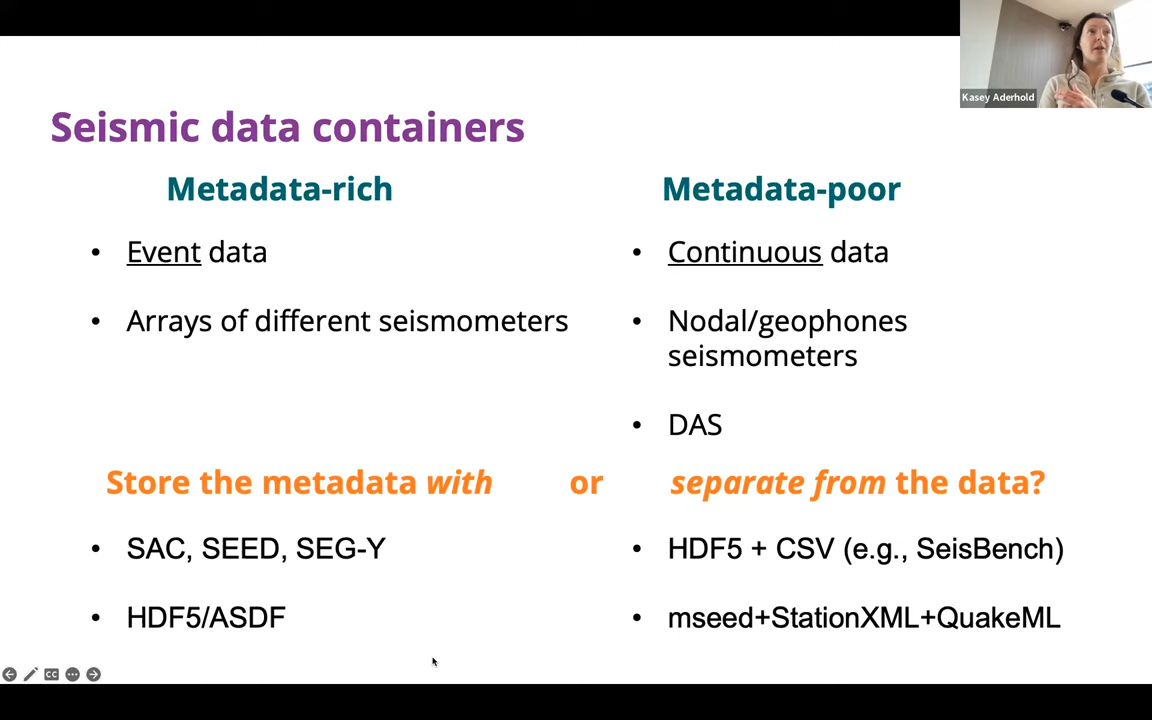 Kasey Aderhold
Seismic data containers
Metadata-rich
• Event data
• Arrays of different seismometers
Metadata-poor
• Continuous data
• Nodal/geophones
seismometers
• DAS
Store the metadata with or separate from the data?
• SAC, SEED, SEG-Y
• HDF5/ASDF
• HDF5 + CSV (e.g., SeisBench)
• mseed+StationXML+QuakeML
CC